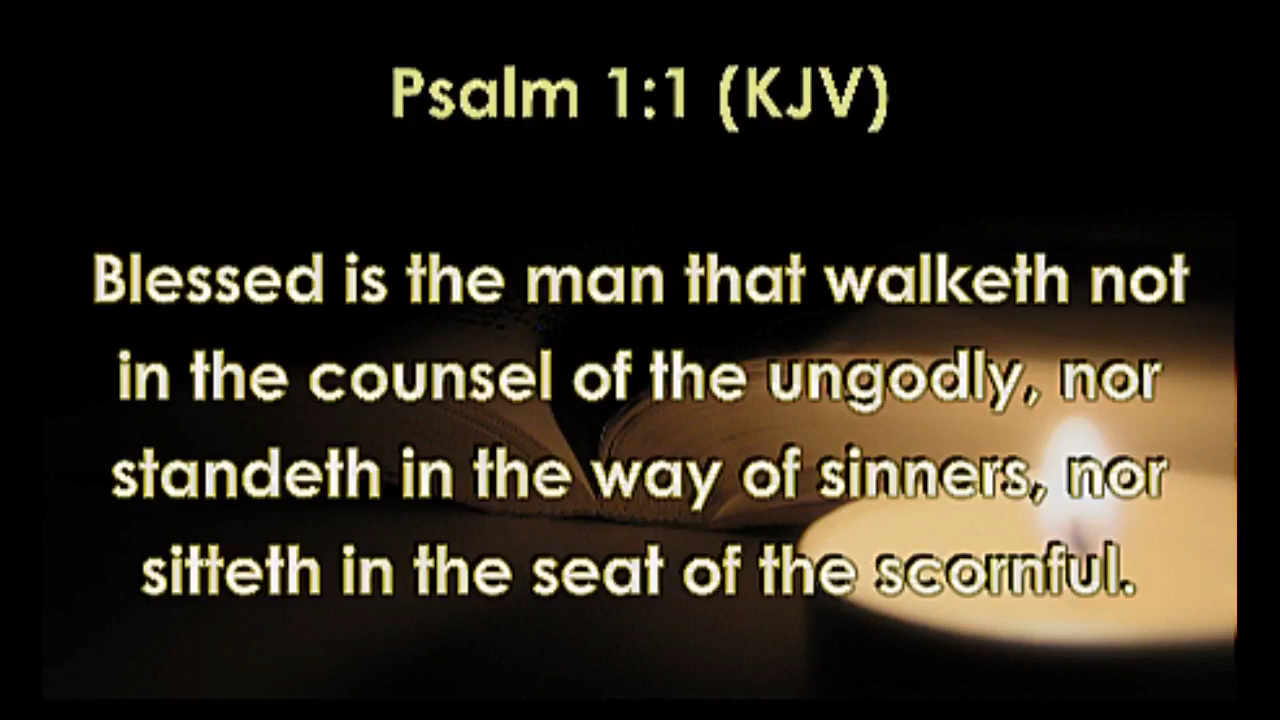 Psalm 1:1 (KJV)
Blessed is the man that walketh not
in the counsel of the ungodly, nor
standeth in the way of sinners, nor
sitteth in the seat of the scornful.